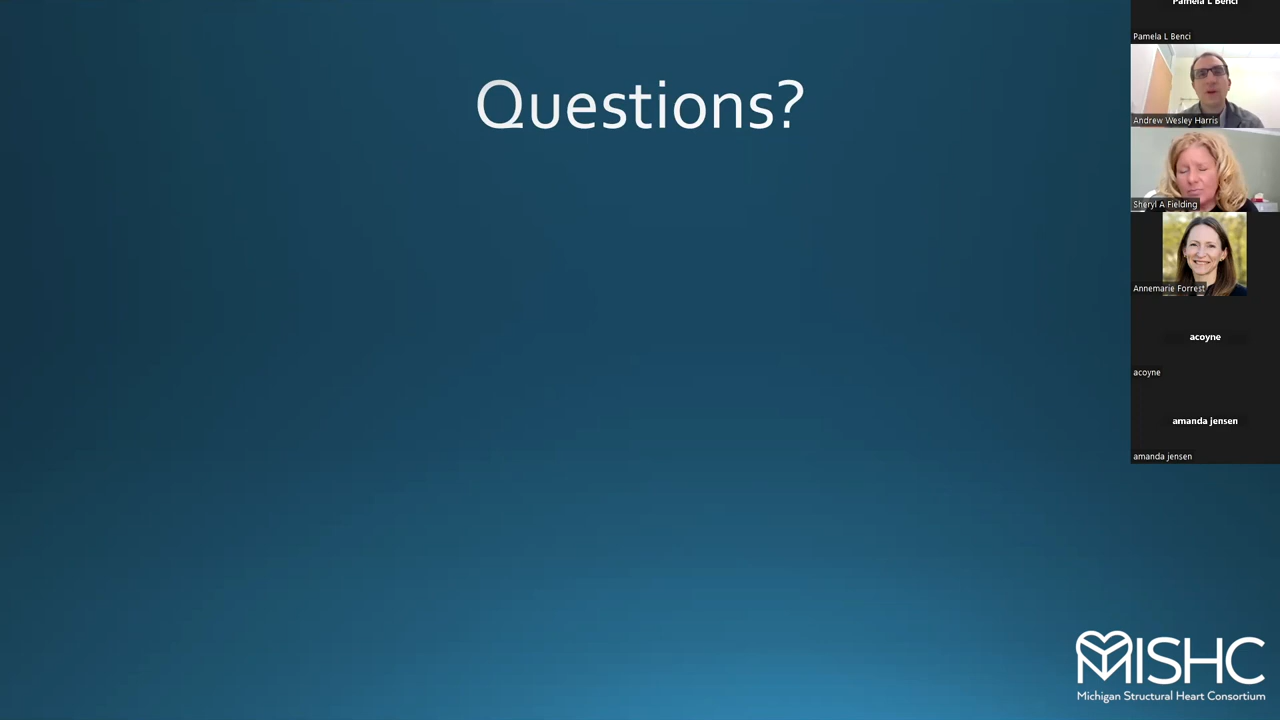 Questions?
Pamela L Benci
Pamela L Benci
Andrew Wesley Harris
Sheryl A Fielding
Annemarie Forrest
acoyne
acoyne
amanda jensen
amanda jensen
MISHC
Michigan Structural Heart Consortium